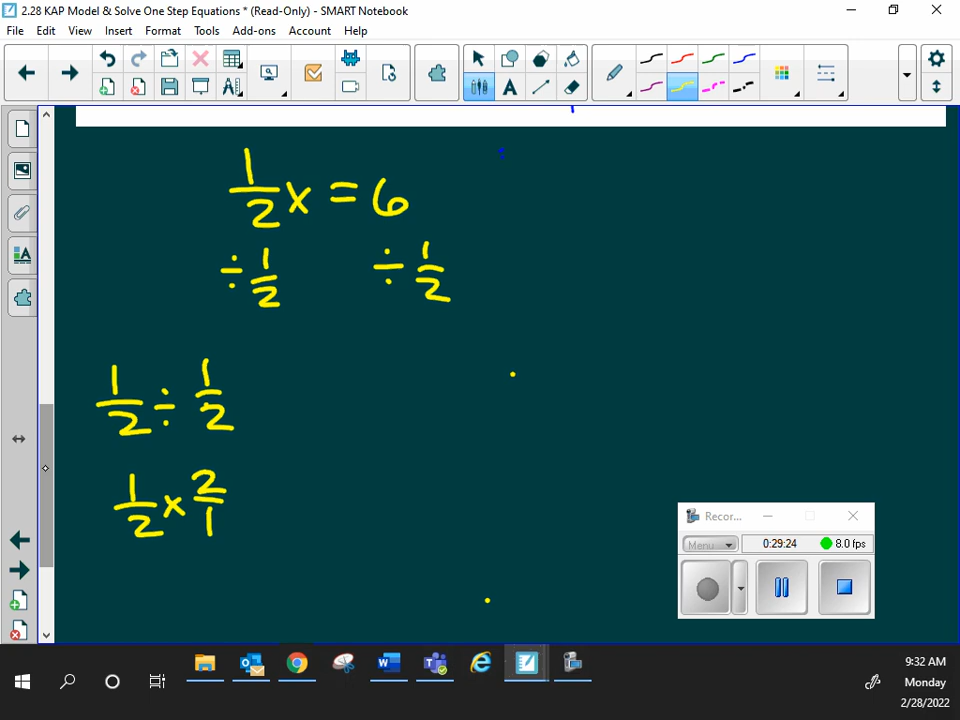 2.28 KAP Model & Solve One Step Equations * (Read-Only) - SMART Notebook
File Edit View Insert Format Tools Add-ons Account Help
1/2 x = 6
÷ 1/2 ÷ 1/2
1/2 ÷ 1/2
1/2 × 2/1
Recor...
Menu 0:29:24 8.0 fps
9:32 AM
Monday
2/28/2022